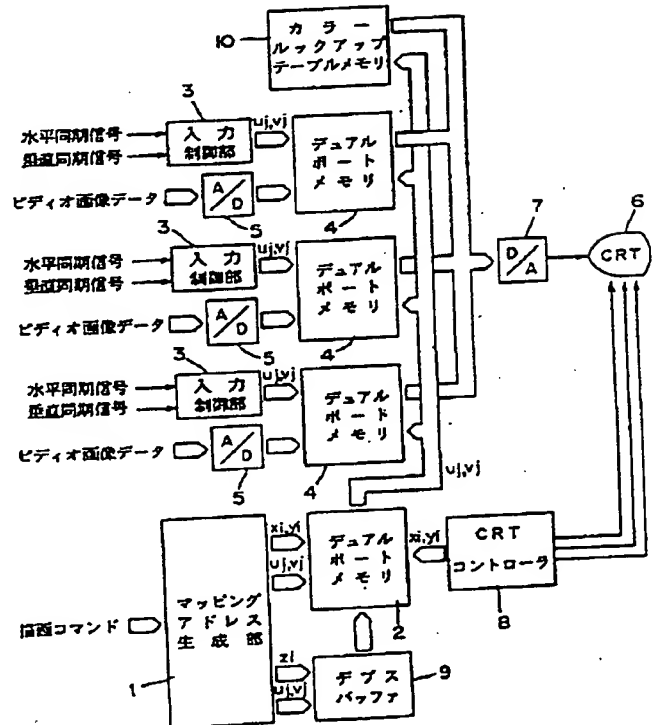 10
カラー
ルックアップ
テーブルメモリ
3
水平同期信号
垂直同期信号
入力
制御部
uj,vj
デュアル
ポート
メモリ
ビディオ画像データ
A/D
5
4
7
6
D/A
CRT
3
水平同期信号
垂直同期信号
入力
制御部
uj,vj
デュアル
ポート
メモリ
ビディオ画像データ
A/D
5
4
3
水平同期信号
垂直同期信号
入力
制御部
uj,vj
デュアル
ポート
メモリ
ビディオ画像データ
A/D
5
4
uj,vj
xi,yi
uj,vj
デュアル
ポート
メモリ
xi,yi
CRT
コントローラ
2
8
描画コマンド
マッピング
アドレス
生成部
1
zi
uj,vj
デプス
バッファ
9